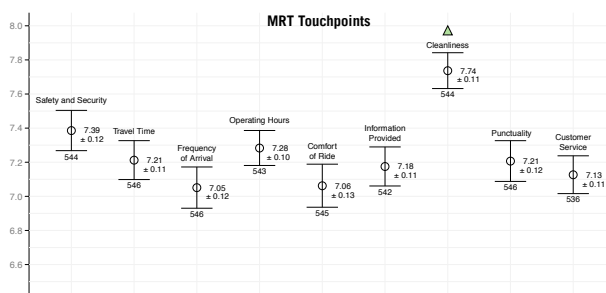 MRT Touchpoints
8.0
7.8
7.6
7.4
7.2
7.0
6.8
6.6
Safety and Security
7.39
± 0.12
544
Travel Time
7.21
± 0.11
546
Frequency
of Arrival
7.05
± 0.12
546
Operating Hours
7.28
± 0.10
543
Comfort
of Ride
7.06
± 0.13
545
Information
Provided
7.18
± 0.11
542
Cleanliness
7.74
± 0.11
544
Punctuality
7.21
± 0.12
546
Customer
Service
7.13
± 0.11
536